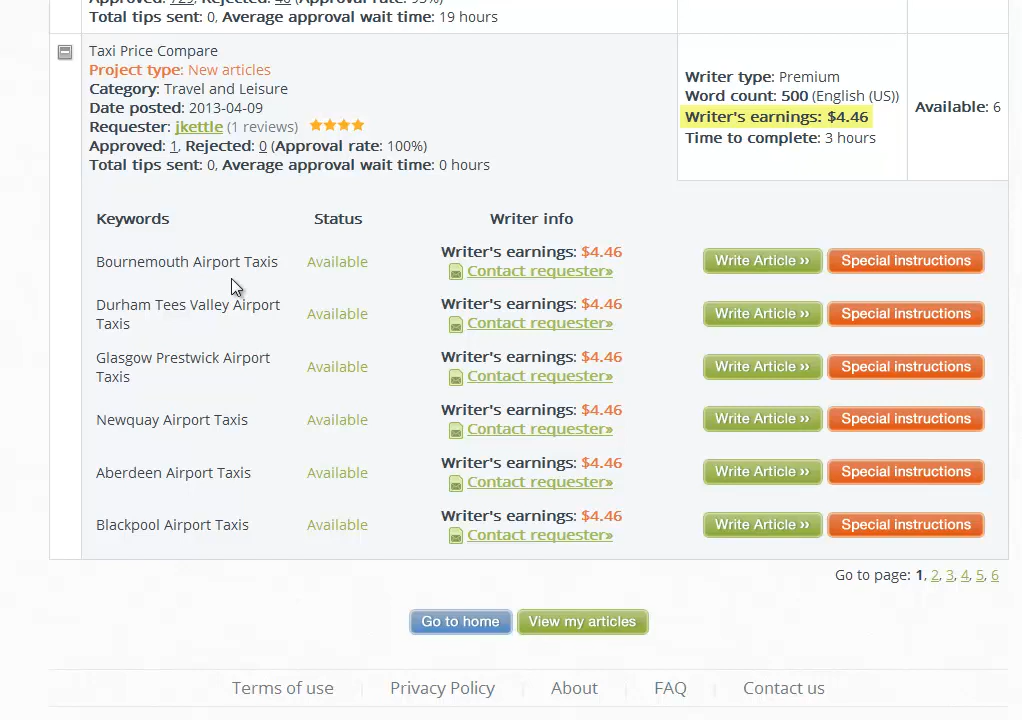 Approved: 729, Rejected: 40 (Approval rate: 95%)
Total tips sent: 0, Average approval wait time: 19 hours
Taxi Price Compare
Project type: New articles
Category: Travel and Leisure
Date posted: 2013-04-09
Requester: jkettle (1 reviews)
Approved: 1, Rejected: 0 (Approval rate: 100%)
Total tips sent: 0, Average approval wait time: 0 hours
Writer type: Premium
Word count: 500 (English (US))
Writer's earnings: $4.46
Time to complete: 3 hours
Available: 6
Keywords Status Writer info
Bournemouth Airport Taxis Available Writer's earnings: $4.46
Contact requester» Write Article ›› Special instructions
Durham Tees Valley Airport
Taxis Available Writer's earnings: $4.46
Contact requester» Write Article ›› Special instructions
Glasgow Prestwick Airport
Taxis Available Writer's earnings: $4.46
Contact requester» Write Article ›› Special instructions
Newquay Airport Taxis Available Writer's earnings: $4.46
Contact requester» Write Article ›› Special instructions
Aberdeen Airport Taxis Available Writer's earnings: $4.46
Contact requester» Write Article ›› Special instructions
Blackpool Airport Taxis Available Writer's earnings: $4.46
Contact requester» Write Article ›› Special instructions
Go to page: 1, 2, 3, 4, 5, 6
Go to home View my articles
Terms of use Privacy Policy About FAQ Contact us